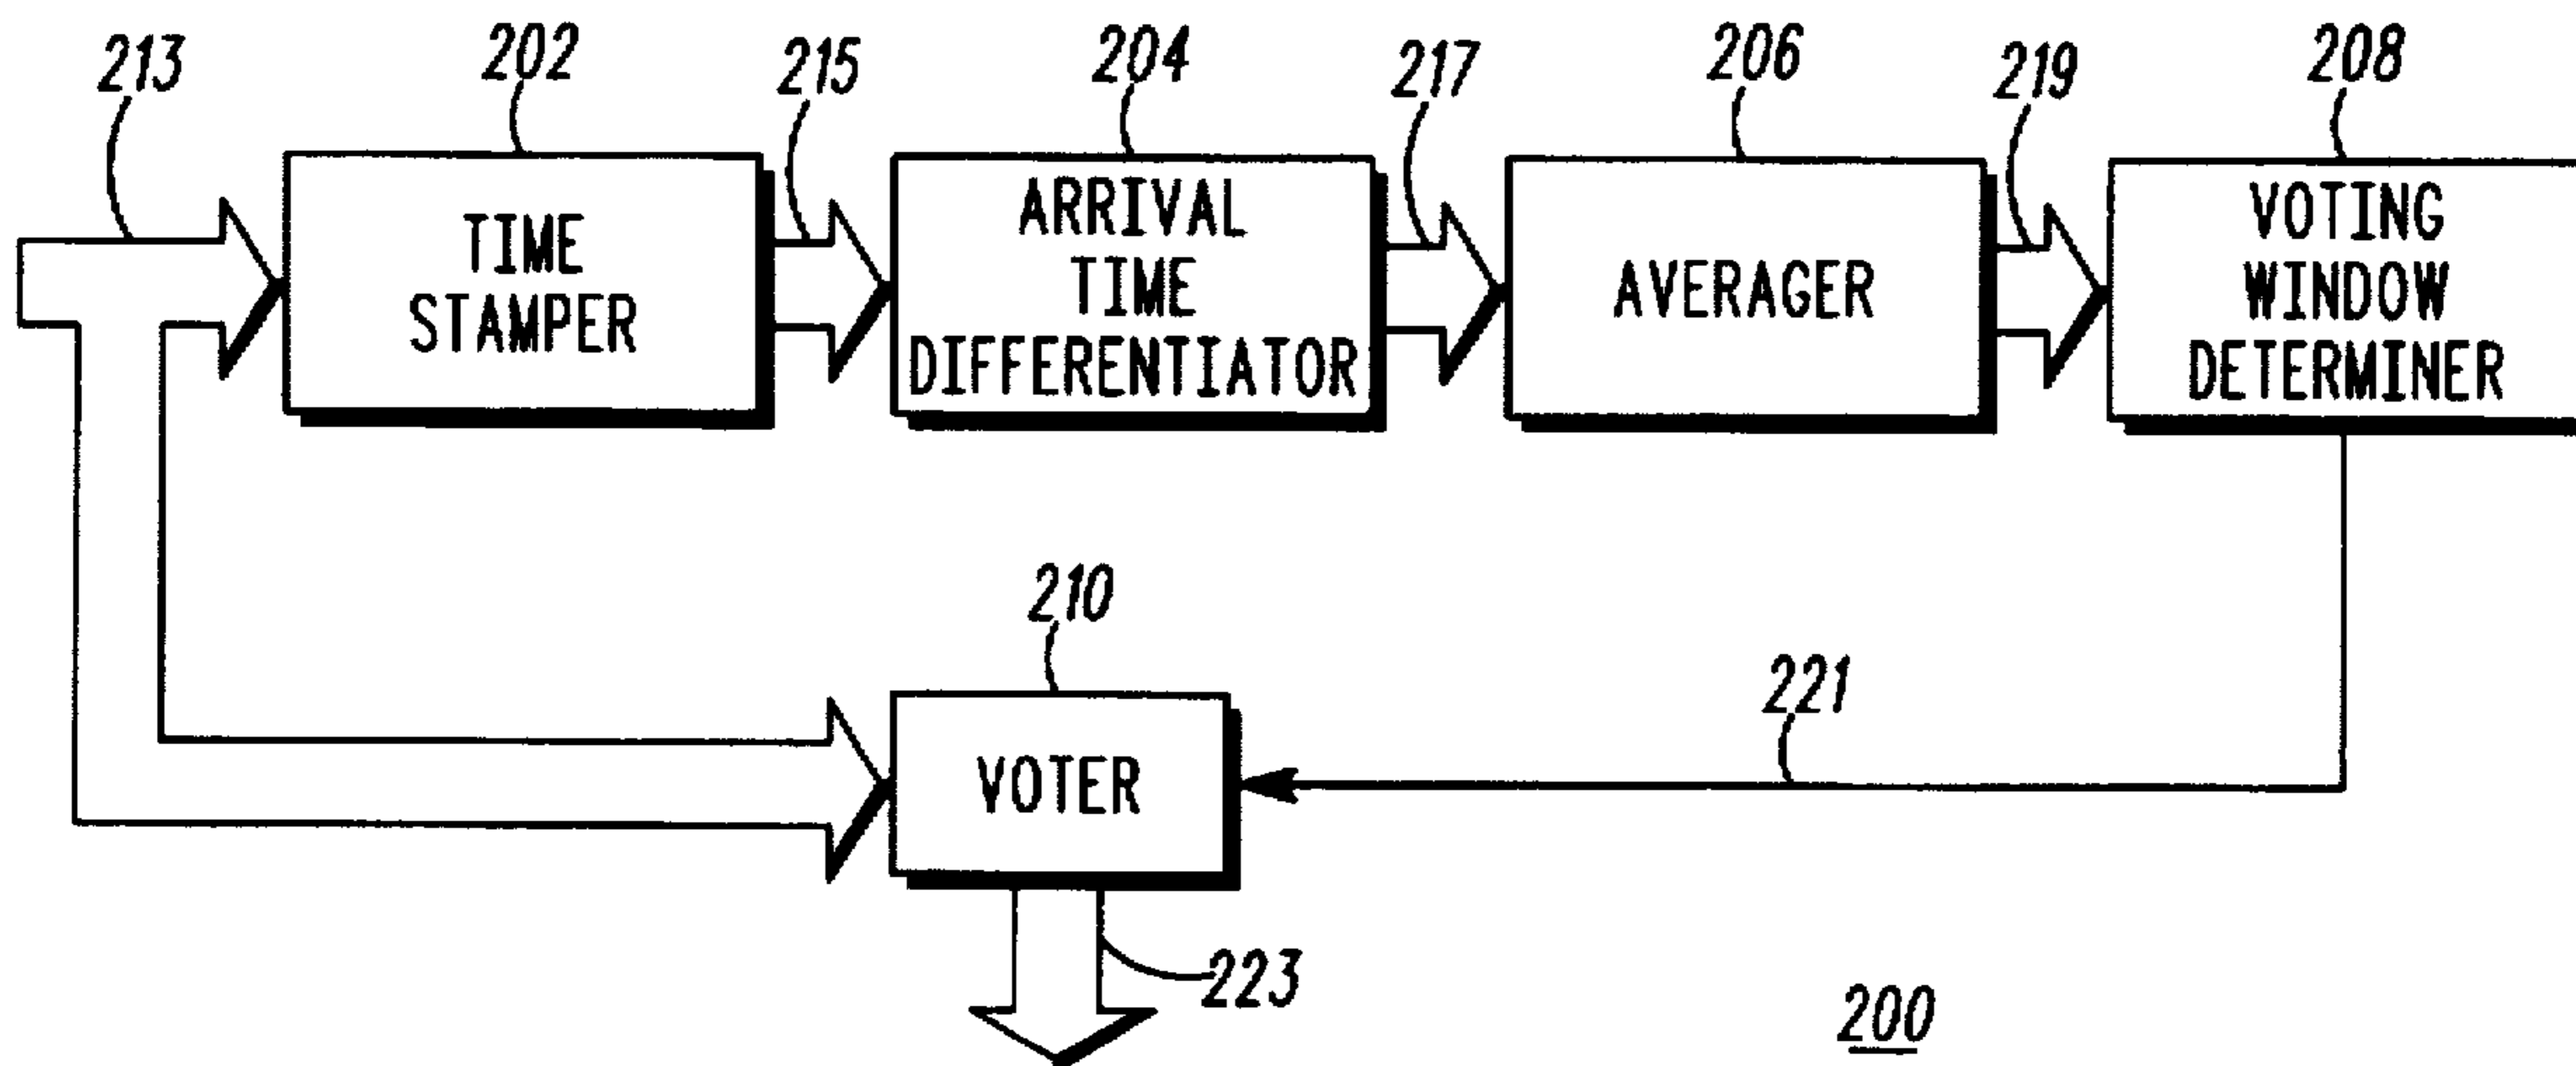 213
202
215
204
217
206
219
208
TIME
STAMPER
ARRIVAL
TIME
DIFFERENTIATOR
AVERAGER
VOTING
WINDOW
DETERMINER
210
221
VOTER
223
200